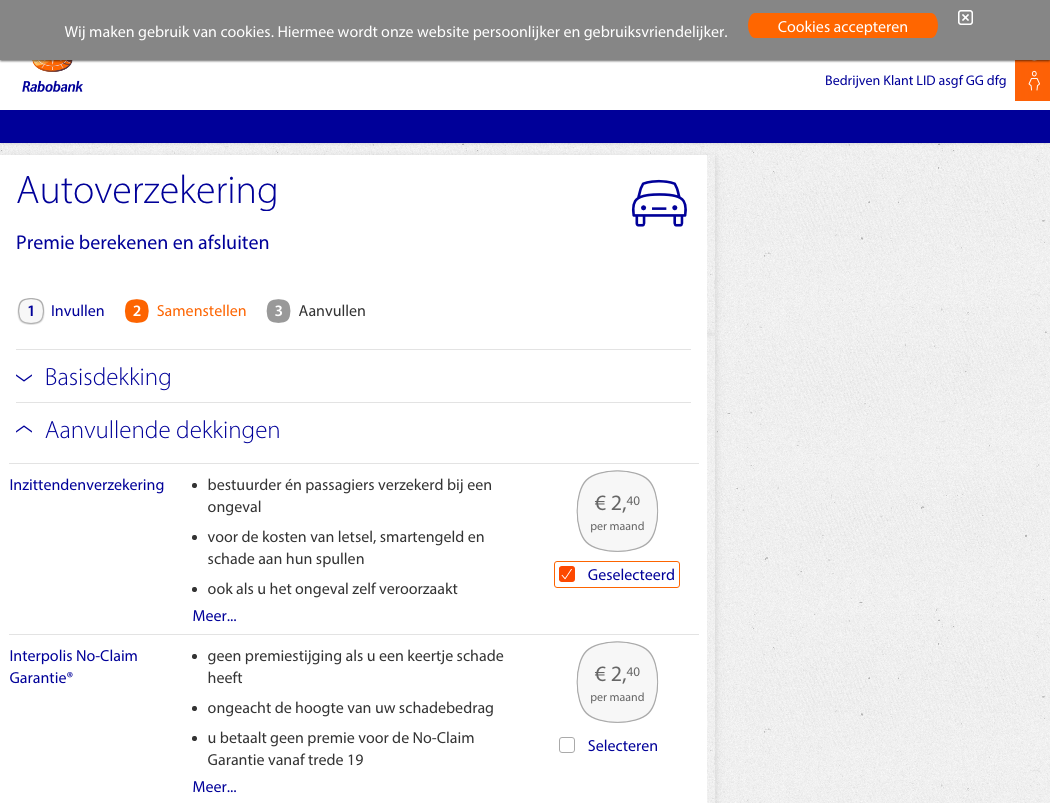 Wij maken gebruik van cookies. Hiermee wordt onze website persoonlijker en gebruiksvriendelijker.
Cookies accepteren
Rabobank
Bedrijven Klant LID asgf GG dfg
Autoverzekering
Premie berekenen en afsluiten
1 Invullen 2 Samenstellen 3 Aanvullen
Basisdekking
Aanvullende dekkingen
Inzittendenverzekering
• bestuurder én passagiers verzekerd bij een
ongeval
• voor de kosten van letsel, smartengeld en
schade aan hun spullen
• ook als u het ongeval zelf veroorzaakt
Meer...
€ 2,40
per maand
Geselecteerd
Interpolis No-Claim
Garantie®
• geen premiestijging als u een keertje schade
heeft
• ongeacht de hoogte van uw schadebedrag
• u betaalt geen premie voor de No-Claim
Garantie vanaf trede 19
Meer...
€ 2,40
per maand
Selecteren